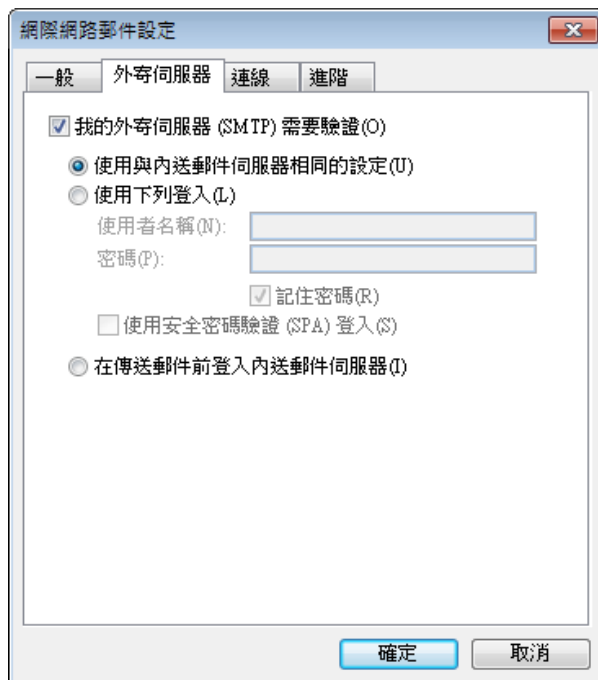 網際網路郵件設定
一般 外寄伺服器 連線 進階
我的外寄伺服器 (SMTP) 需要驗證(O)
使用與內送郵件伺服器相同的設定(U)
使用下列登入(L)
使用者名稱(N):
密碼(P):
記住密碼(R)
使用安全密碼驗證 (SPA) 登入(S)
在傳送郵件前登入內送郵件伺服器(I)
確定 取消